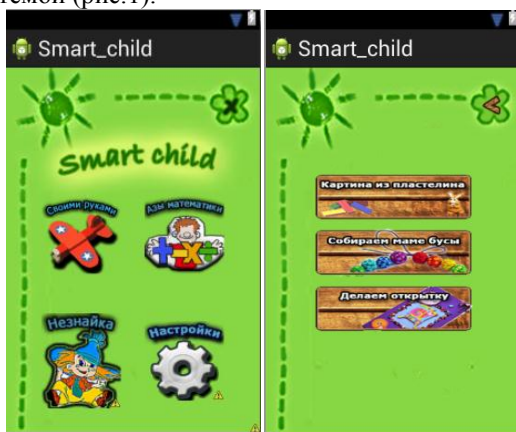 темой (рис.1).
Smart_child
Smart child
Своими руками
Азы математики
Незнайка
Настройки
Smart_child
Картина из пластелина
Собираем маме бусы
Делаем открытку